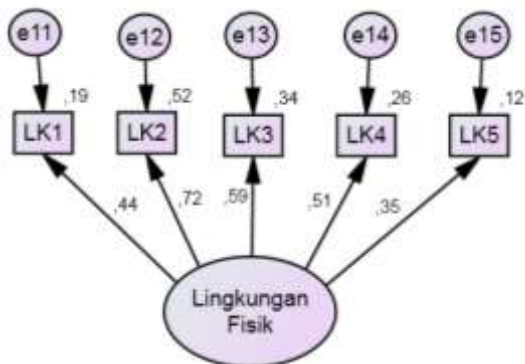 e11 e12 e13 e14 e15
,19 ,52 ,34 ,26 ,12
LK1 LK2 LK3 LK4 LK5
,44 ,72 ,59 ,51 ,35
Lingkungan
Fisik